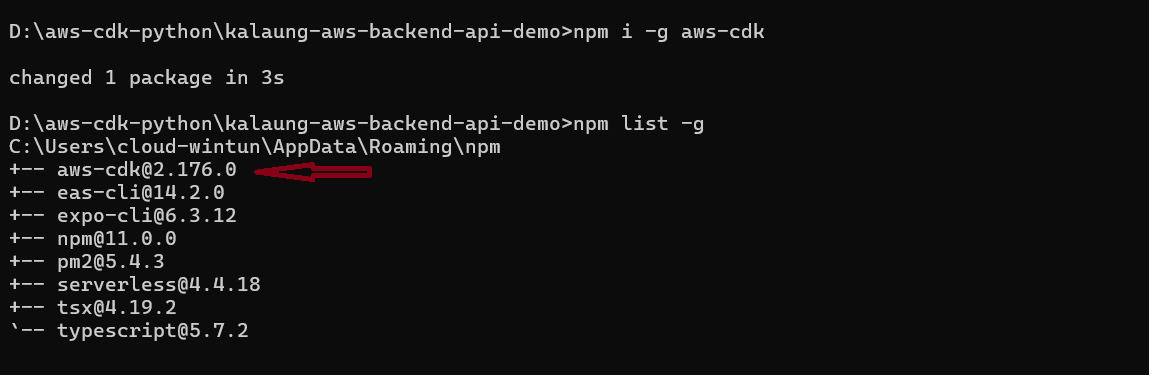 D:\aws-cdk-python\kalaung-aws-backend-api-demo>npm i -g aws-cdk
changed 1 package in 3s
D:\aws-cdk-python\kalaung-aws-backend-api-demo>npm list -g
C:\Users\cloud-wintun\AppData\Roaming\npm
+-- aws-cdk@2.176.0
+-- eas-cli@14.2.0
+-- expo-cli@6.3.12
+-- npm@11.0.0
+-- pm2@5.4.3
+-- serverless@4.4.18
+-- tsx@4.19.2
`-- typescript@5.7.2